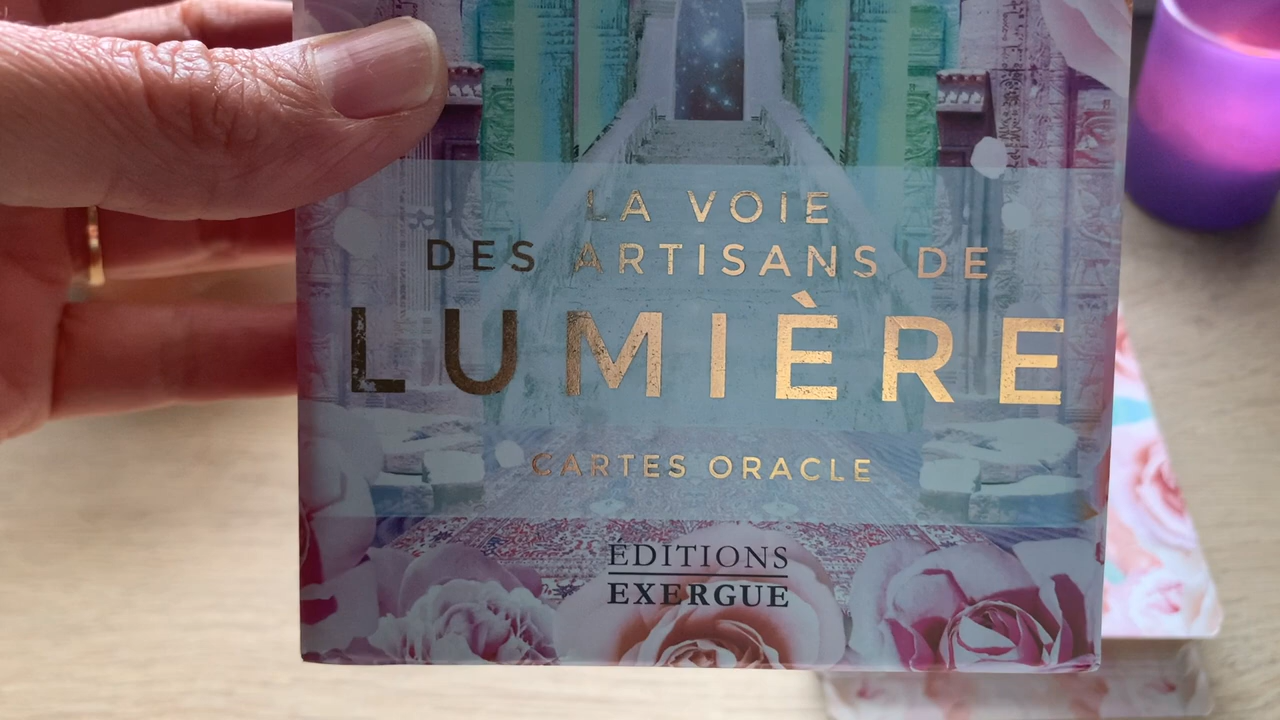 LA VOIE
DES ARTISANS DE
LUMIÈRE
CARTES ORACLE
ÉDITIONS
EXERGUE